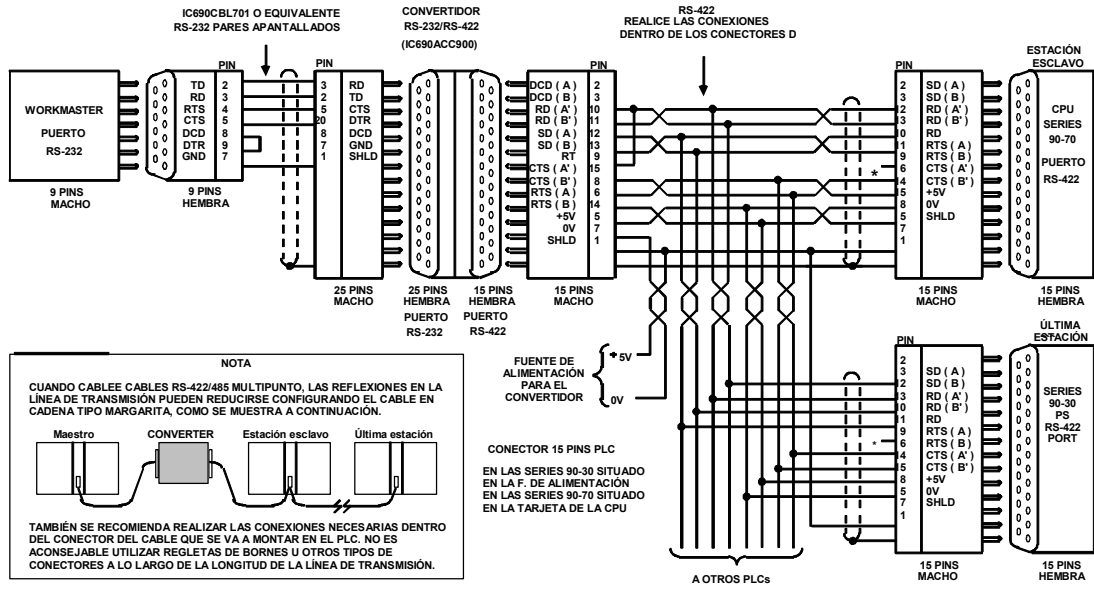 IC690CBL701 O EQUIVALENTE
RS-232 PARES APANTALLADOS
CONVERTIDOR
RS-232/RS-422
(IC690ACC900)
RS-422
REALICE LAS CONEXIONES
DENTRO DE LOS CONECTORES D
ESTACIÓN
ESCLAVO
WORKMASTER
PUERTO
RS-232
9 PINS
MACHO
PIN
TD 2
RD 3
RTS 4
CTS 5
DCD 8
DTR 9
GND 7
9 PINS
HEMBRA
PIN
3 RD
2 TD
5 CTS
20 DTR
8 DCD
7 GND
1 SHLD
25 PINS
MACHO
25 PINS
HEMBRA
PUERTO
RS-232
15 PINS
HEMBRA
PUERTO
RS-422
PIN
DCD ( A ) 2
DCD ( B ) 3
RD ( A' ) 10
RD ( B' ) 11
SD ( A ) 12
SD ( B ) 13
RT 9
CTS ( A' ) 15
CTS ( B' ) 8
RTS ( A ) 6
RTS ( B ) 14
+5V 5
0V 7
SHLD 1
15 PINS
MACHO
PIN
2 SD ( A )
3 SD ( B )
12 RD ( A' )
13 RD ( B' )
10 RD
11 RTS ( A )
9 RTS ( B )
* 6 CTS ( A' )
14 CTS ( B' )
15 +5V
8 0V
5 SHLD
7
1
15 PINS
MACHO
CPU
SERIES
90-70
PUERTO
RS-422
15 PINS
HEMBRA
NOTA
CUANDO CABLEE CABLES RS-422/485 MULTIPUNTO, LAS REFLEXIONES EN LA
LÍNEA DE TRANSMISIÓN PUEDEN REDUCIRSE CONFIGURANDO EL CABLE EN
CADENA TIPO MARGARITA, COMO SE MUESTRA A CONTINUACIÓN.
Maestro
CONVERTER
Estación esclavo
Última estación
TAMBIÉN SE RECOMIENDA REALIZAR LAS CONEXIONES NECESARIAS DENTRO
DEL CONECTOR DEL CABLE QUE SE VA A MONTAR EN EL PLC. NO ES
ACONSEJABLE UTILIZAR REGLETAS DE BORNES U OTROS TIPOS DE
CONECTORES A LO LARGO DE LA LONGITUD DE LA LÍNEA DE TRANSMISIÓN.
FUENTE DE
ALIMENTACIÓN
PARA EL
CONVERTIDOR
+ 5V
0V
CONECTOR 15 PINS PLC
EN LAS SERIES 90-30 SITUADO
EN LA F. DE ALIMENTACIÓN
EN LAS SERIES 90-70 SITUADO
EN LA TARJETA DE LA CPU
A OTROS PLCs
ÚLTIMA
ESTACIÓN
PIN
2
3 SD ( A )
12 SD ( B )
13 RD ( A' )
10 RD ( B' )
11 RD
9 RTS ( A )
* 6 RTS ( B )
14 CTS ( A' )
15 CTS ( B' )
8 +5V
5 0V
7 SHLD
1
15 PINS
MACHO
SERIES
90-30
PS
RS-422
PORT
15 PINS
HEMBRA